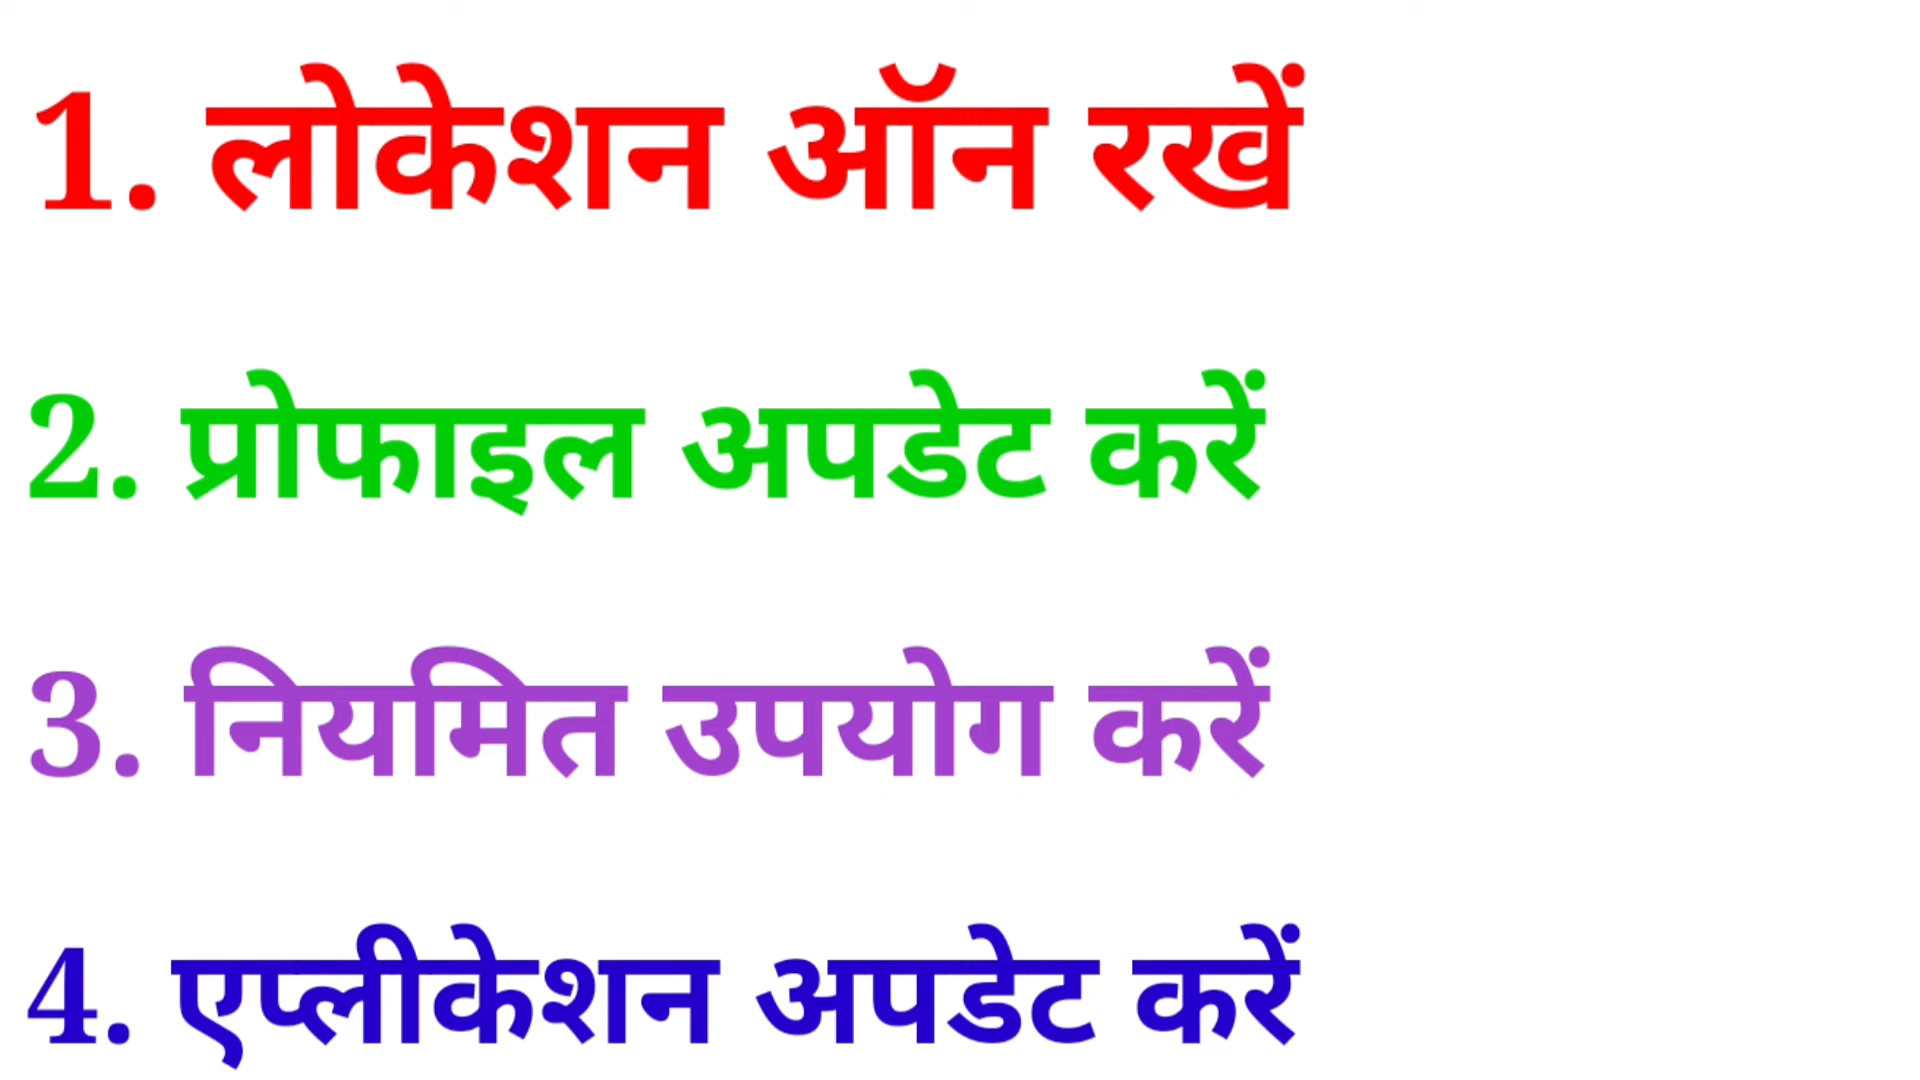 1. लोकेशन ऑन रखें
2. प्रोफाइल अपडेट करें
3. नियमित उपयोग करें
4. एप्लीकेशन अपडेट करें